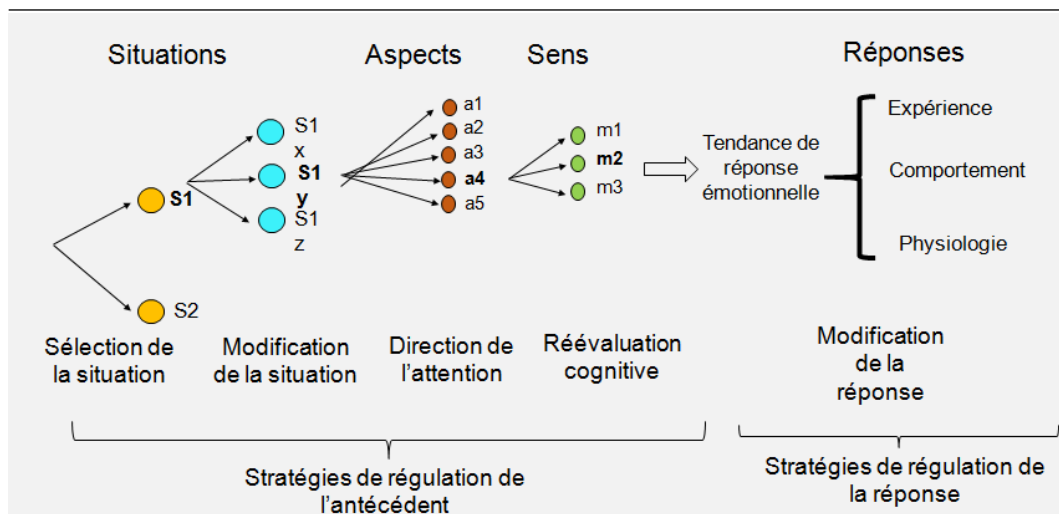 Situations
Aspects
Sens
Réponses
S1
x
S1
y
S1
z
S1
S2
a1
a2
a3
a4
a5
m1
m2
m3
Tendance de
réponse
émotionnelle
Expérience
Comportement
Physiologie
Sélection de
la situation
Modification
de la situation
Direction de
l'attention
Réévaluation
cognitive
Modification
de la
réponse
Stratégies de régulation de
l'antécédent
Stratégies de régulation de
la réponse